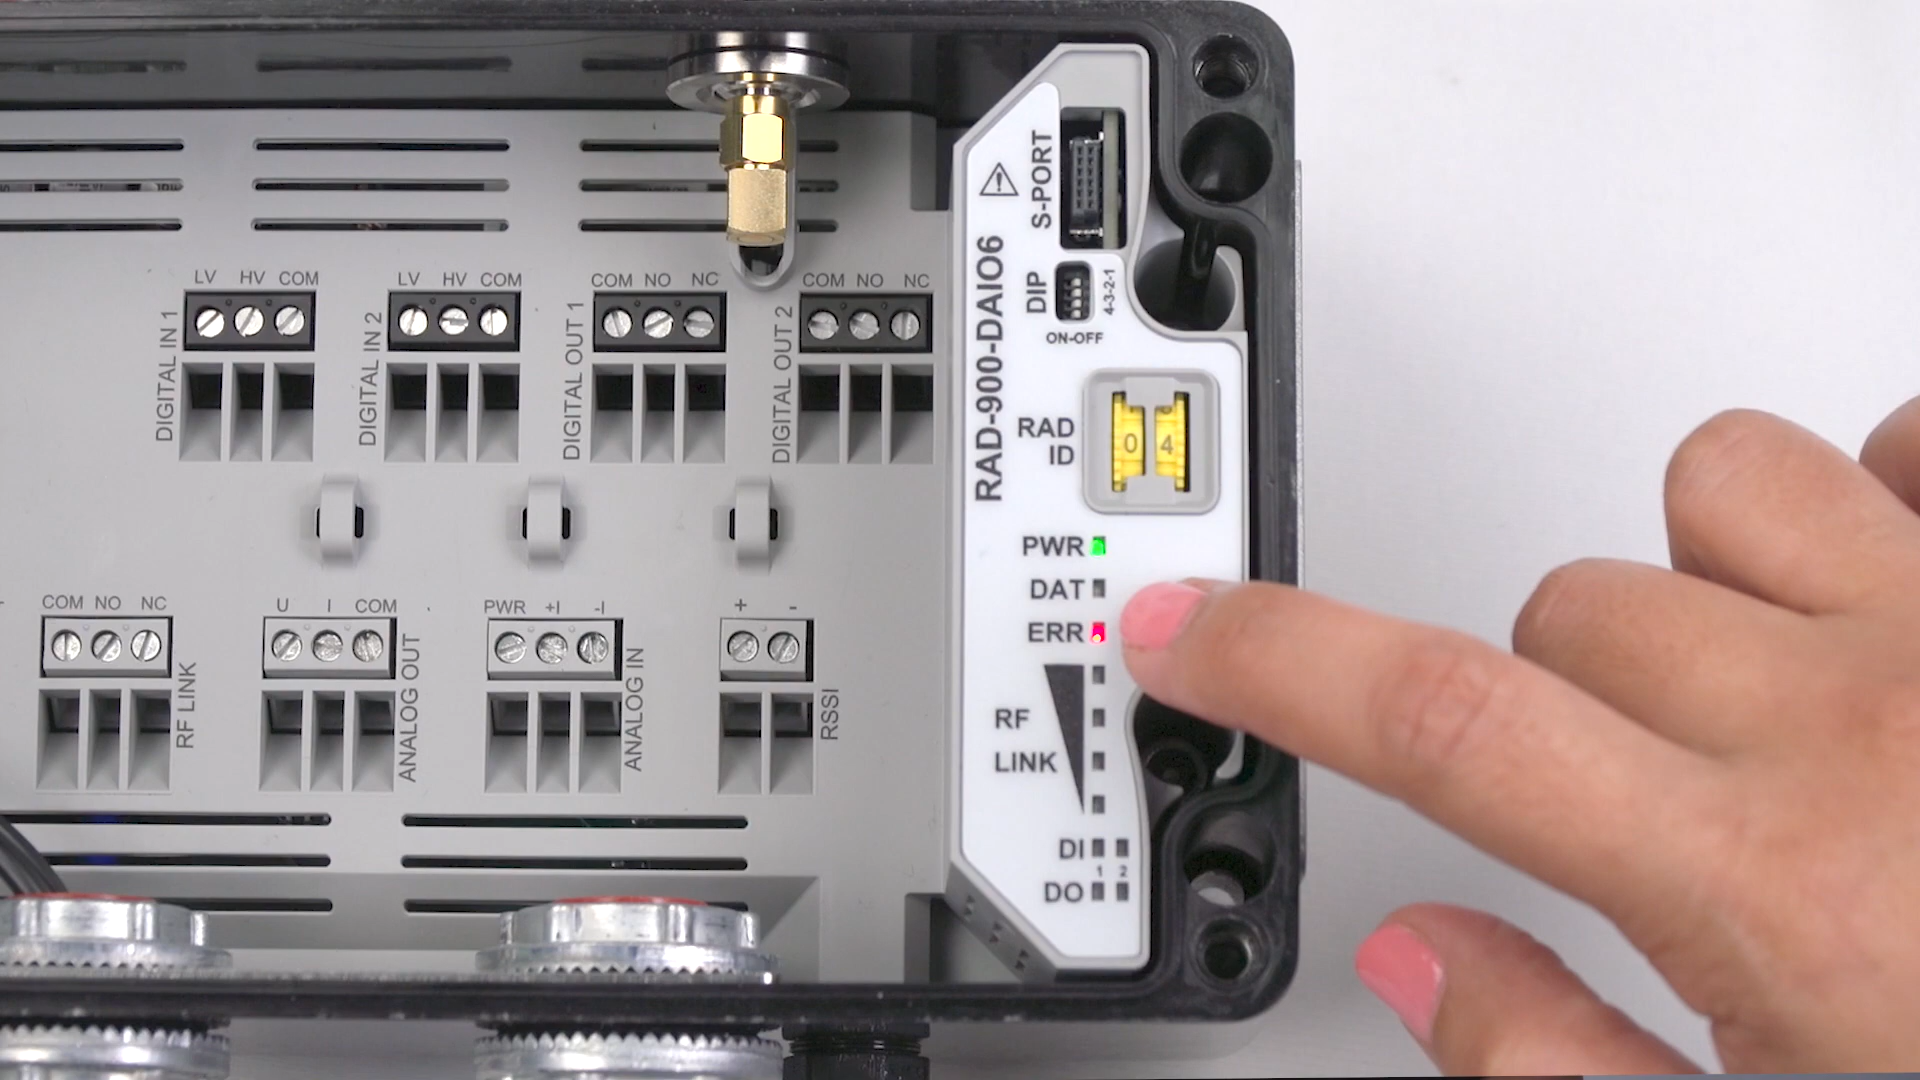 LV HV COM
DIGITAL IN 1
LV HV COM
DIGITAL IN 2
COM NO NC
DIGITAL OUT 1
COM NO NC
DIGITAL OUT 2
COM NO NC
RF LINK
U I COM
ANALOG OUT
PWR +I -I
ANALOG IN
+ -
RSSI
RAD-900-DAIO6
S-PORT
DIP
4-3-2-1
ON-OFF
RAD
ID
0 4
PWR
DAT
ERR
RF
LINK
DI
1 2
DO